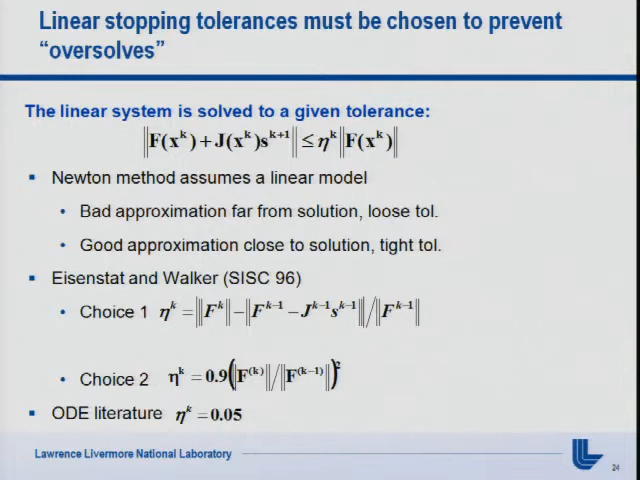 Linear stopping tolerances must be chosen to prevent
“oversolves”
The linear system is solved to a given tolerance:
‖F(x^k) + J(x^k)s^{k+1}‖ ≤ η^k ‖F(x^k)‖
▪ Newton method assumes a linear model
• Bad approximation far from solution, loose tol.
• Good approximation close to solution, tight tol.
▪ Eisenstat and Walker (SISC 96)
• Choice 1 η^k = |‖F^k‖ − ‖F^{k−1} − J^{k−1}s^{k−1}‖| / ‖F^{k−1}‖
• Choice 2 η^k = 0.9(‖F^{(k)}‖ / ‖F^{(k−1)}‖)^2
▪ ODE literature η^k = 0.05
Lawrence Livermore National Laboratory
24